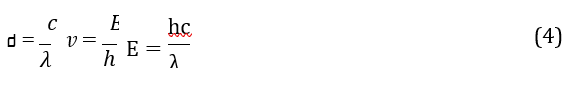 d = c/λ v = E/h E = hc/λ (4)